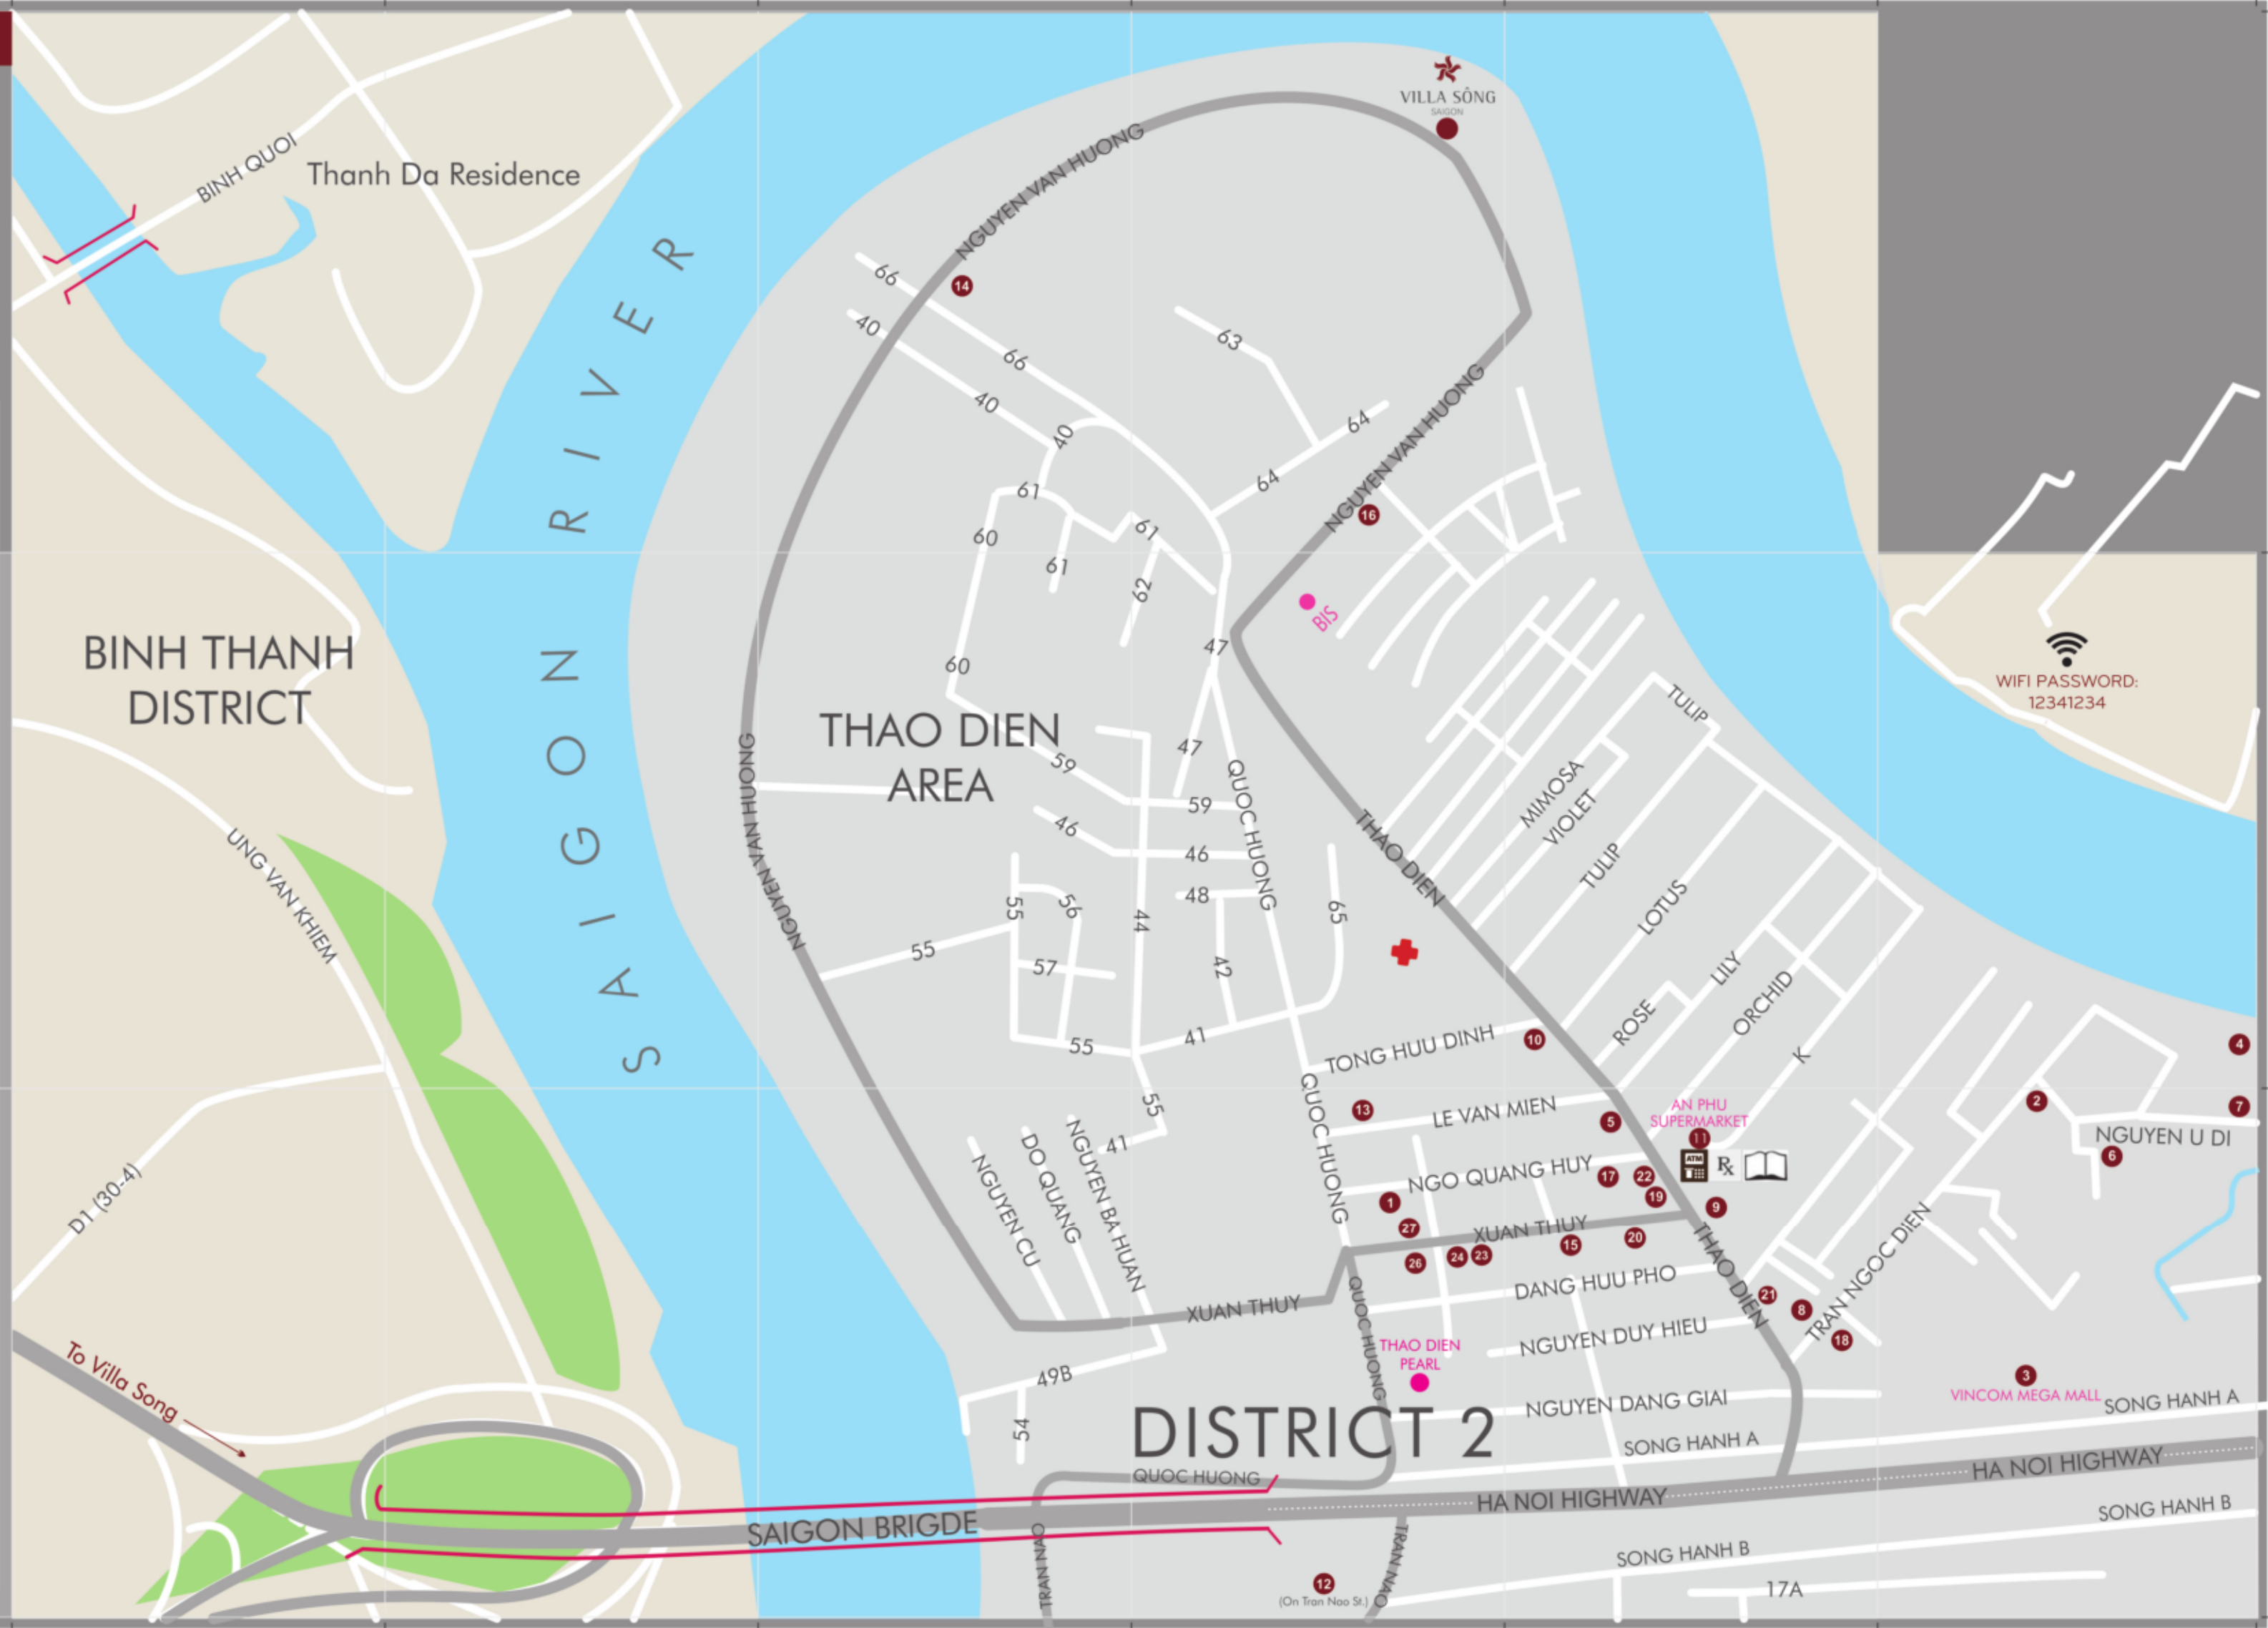 VILLA SÔNG
SAIGON
BINH QUOI
Thanh Da Residence
NGUYEN VAN HUONG
SAIGON RIVER
66
14
40
66
40
40
63
64
64
NGUYEN VAN HUONG
16
61
60
61
61
62
BIS
47
60
BINH THANH
DISTRICT
WIFI PASSWORD:
12341234
THAO DIEN
AREA
TULIP
NGUYEN VAN HUONG
59
47
59
QUOC HUONG
46
46
48
MIMOSA
VIOLET
TULIP
THAO DIEN
LOTUS
UNG VAN KHIEM
55
56
44
65
55
57
42
LILY
ORCHID
ROSE
K
41
55
TONG HUU DINH
10
4
55
QUOC HUONG
13
LE VAN MIEN
5
AN PHU
SUPERMARKET
11
2
7
NGUYEN U DI
6
41
NGUYEN CU
DO QUANG
NGUYEN BA HUAN
ATM
Rx
NGO QUANG HUY
17
22
19
1
9
27
XUAN THUY
26
24
23
15
20
D1 (30-4)
THAO DIEN
TRAN NGOC DIEN
DANG HUU PHO
21
8
18
XUAN THUY
QUOC HUONG
NGUYEN DUY HIEU
THAO DIEN
PEARL
To Villa Song
49B
54
3
VINCOM MEGA MALL
SONG HANH A
NGUYEN DANG GIAI
DISTRICT 2
SONG HANH A
QUOC HUONG
HA NOI HIGHWAY
HA NOI HIGHWAY
SAIGON BRIGDE
SONG HANH B
TRAN NAO
TRAN NAO
SONG HANH B
12
(On Tran Nao St.)
17A